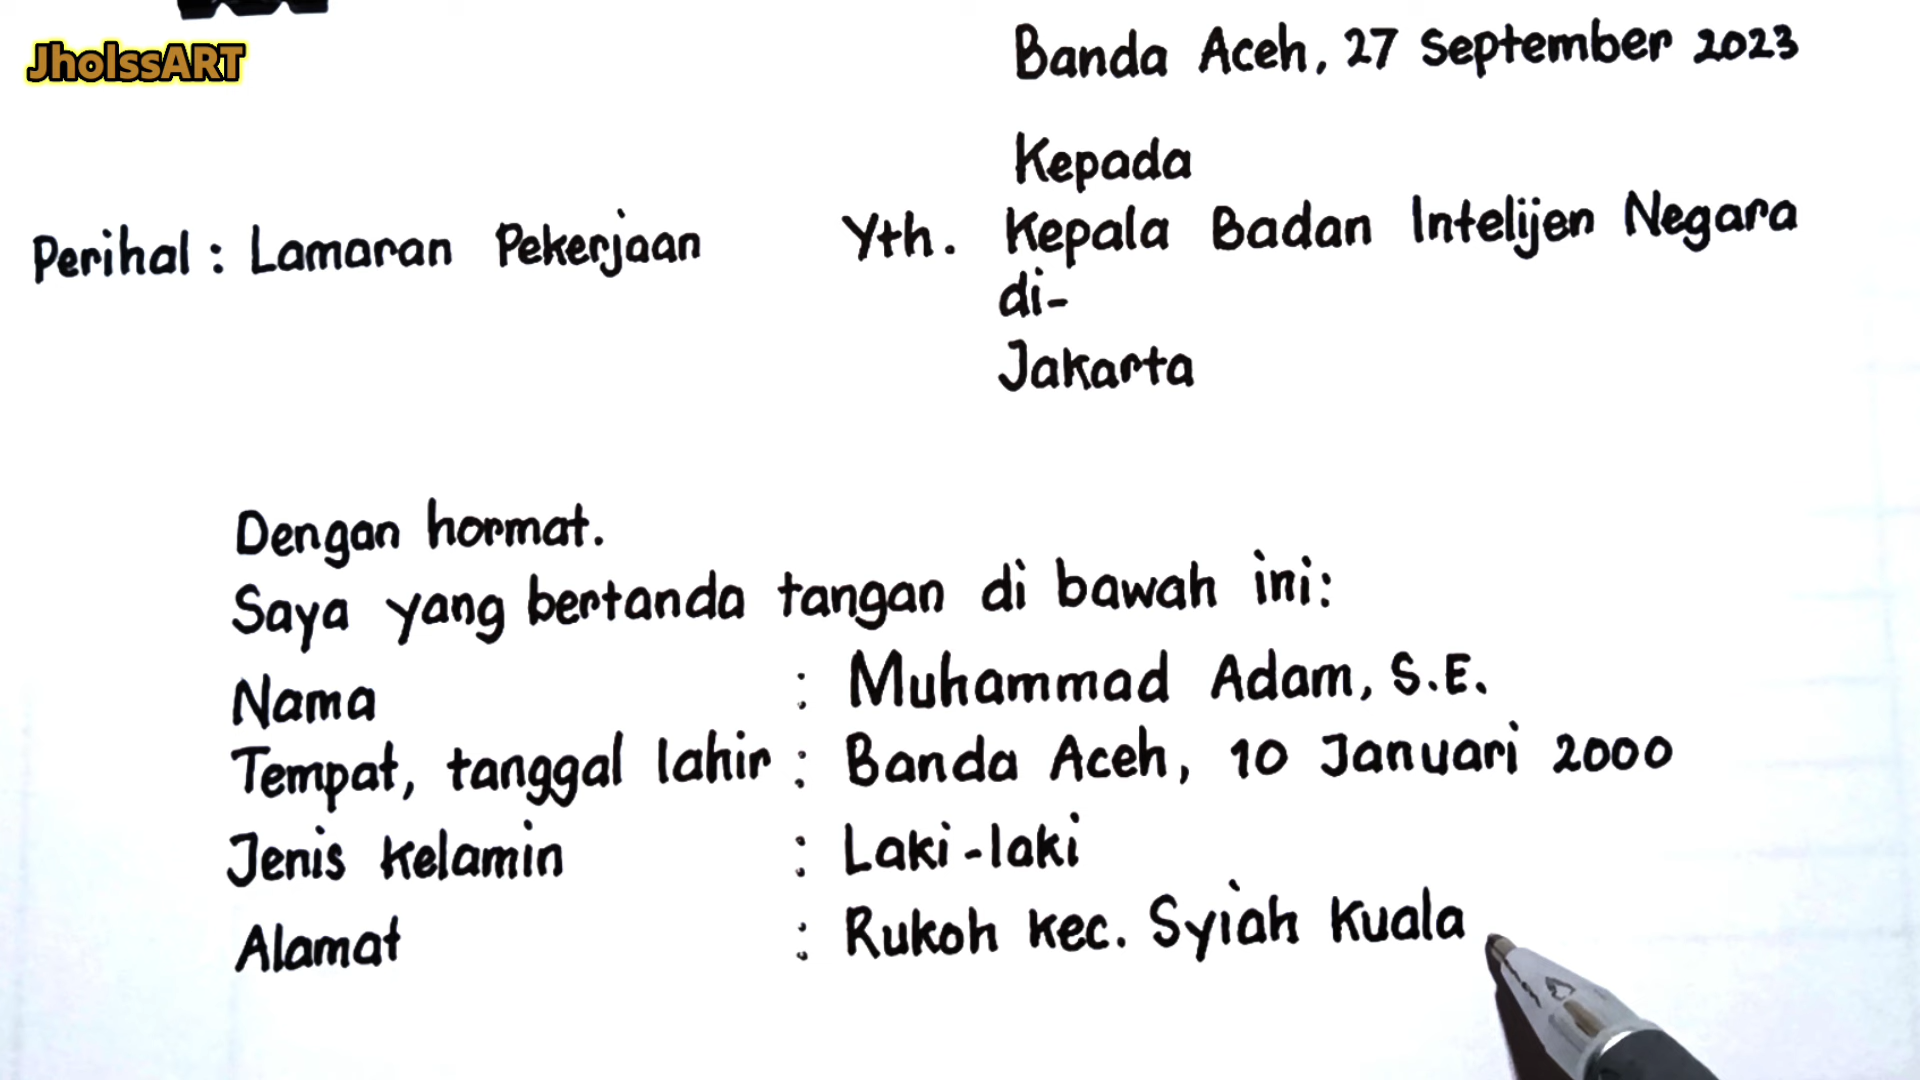 JhoIssART
Banda Aceh, 27 September 2023
Kepada
Perihal : Lamaran Pekerjaan
Yth. Kepala Badan Intelijen Negara
di-
Jakarta
Dengan hormat.
Saya yang bertanda tangan di bawah ini:
Nama : Muhammad Adam, S.E.
Tempat, tanggal lahir : Banda Aceh, 10 Januari 2000
Jenis kelamin : Laki-laki
Alamat : Rukoh kec. Syiah Kuala